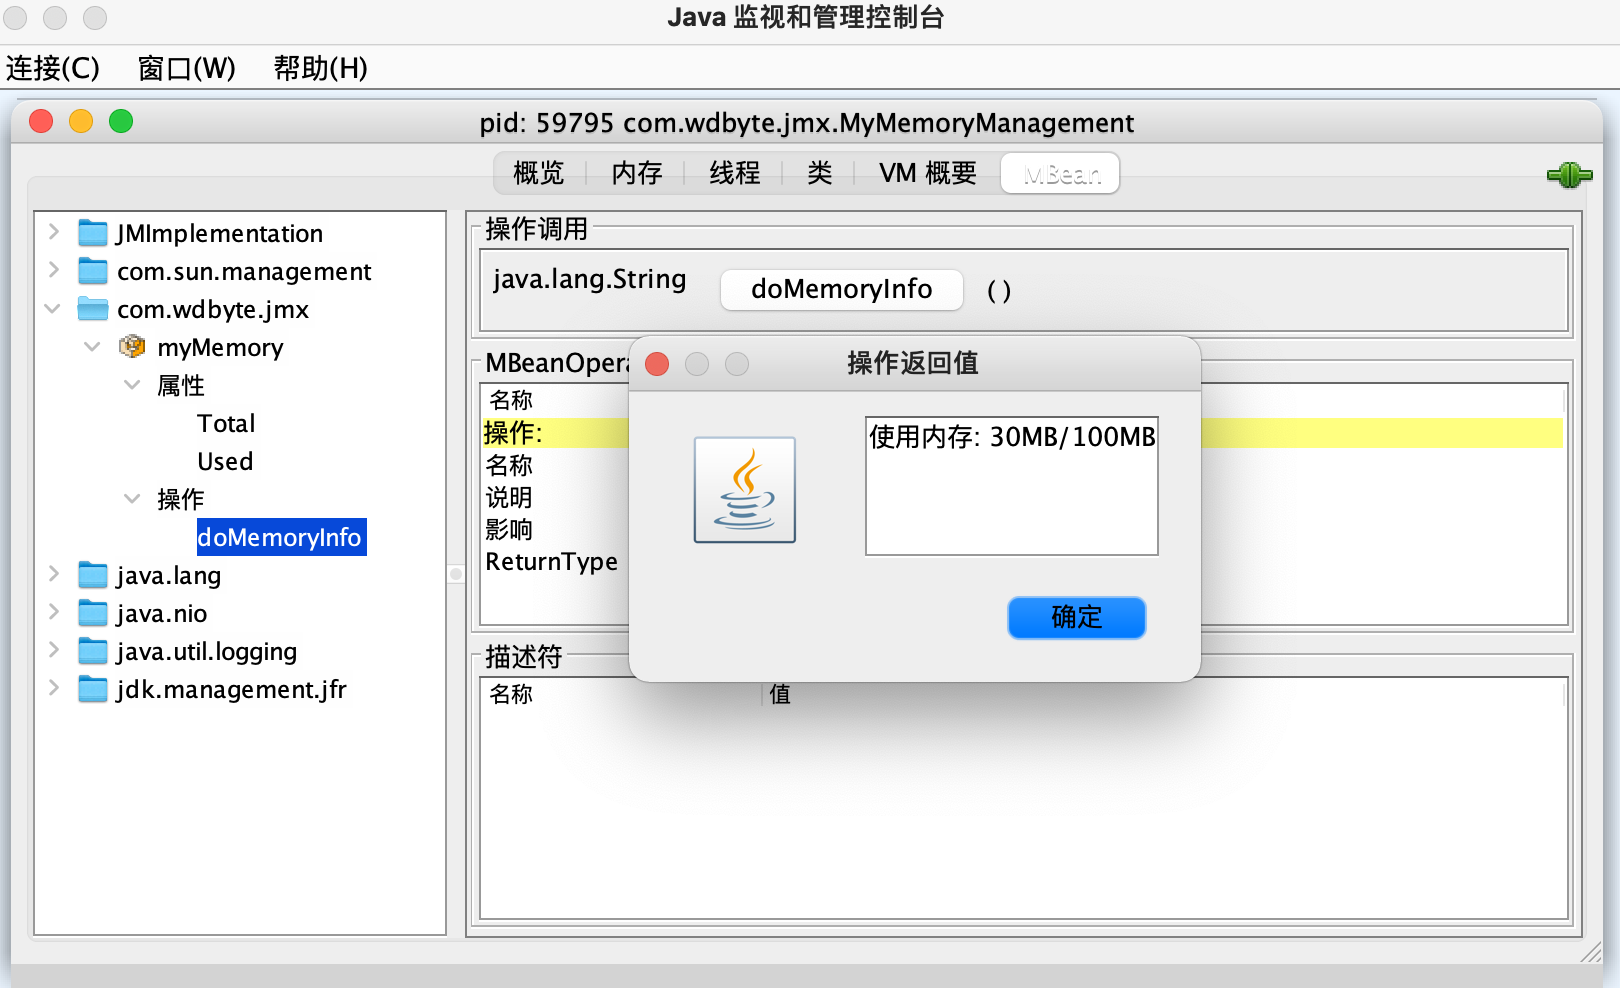 Java 监视和管理控制台
连接(C) 窗口(W) 帮助(H)
pid: 59795 com.wdbyte.jmx.MyMemoryManagement
概览 内存 线程 类 VM 概要 MBean
JMImplementation
com.sun.management
com.wdbyte.jmx
myMemory
属性
Total
Used
操作
doMemoryInfo
java.lang
java.nio
java.util.logging
jdk.management.jfr
操作调用
java.lang.String doMemoryInfo ( )
MBeanOpera
名称
操作:
名称
说明
影响
ReturnType
操作返回值
使用内存: 30MB/100MB
确定
描述符
名称 值